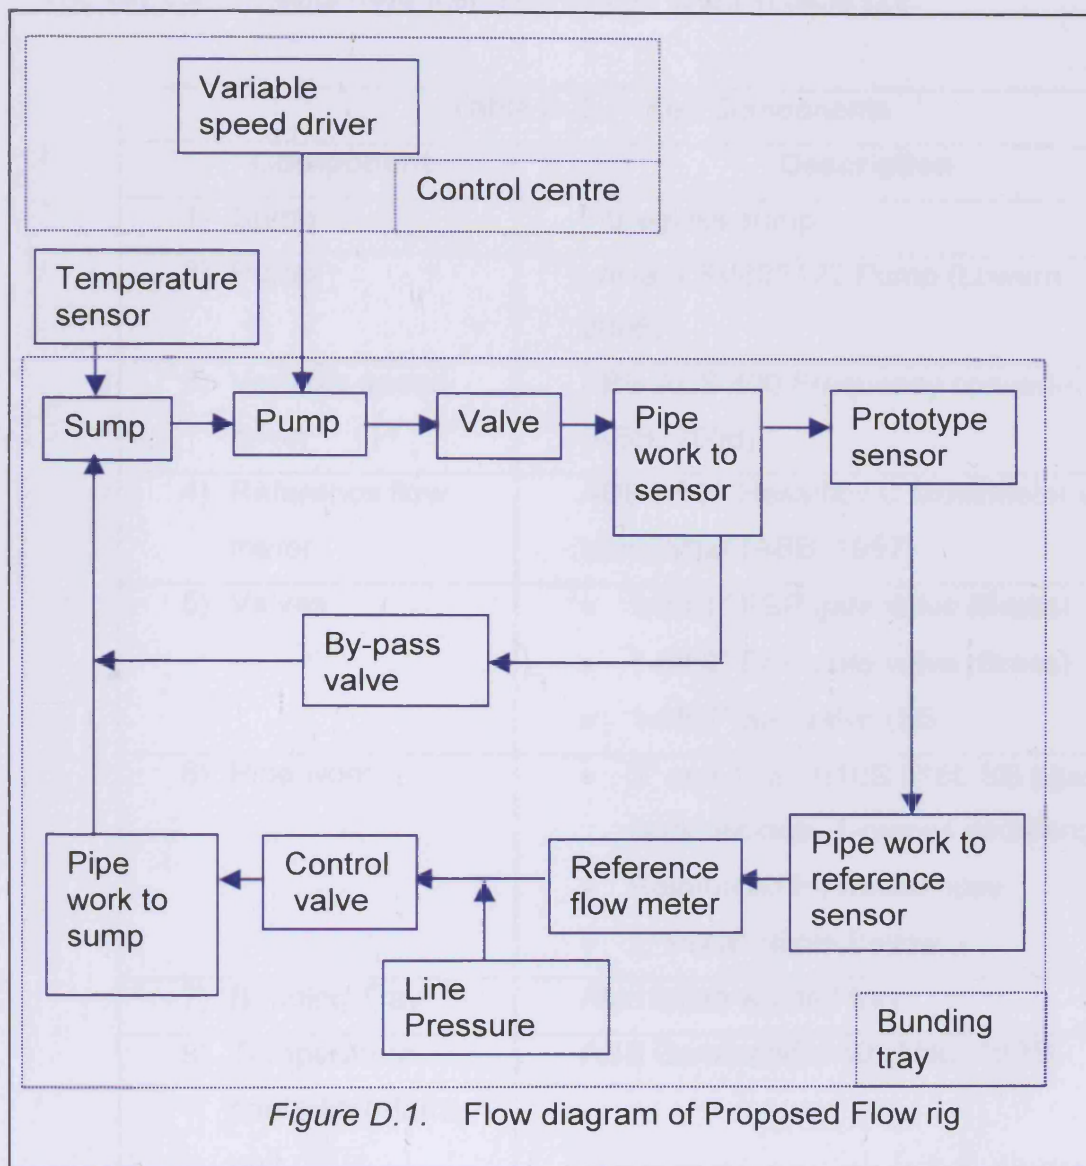 Variable
speed driver
Control centre
Temperature
sensor
Sump
Pump
Valve
Pipe
work to
sensor
Prototype
sensor
By-pass
valve
Pipe
work to
sump
Control
valve
Reference
flow meter
Pipe work to
reference
sensor
Line
Pressure
Bunding
tray
Figure D.1. Flow diagram of Proposed Flow rig